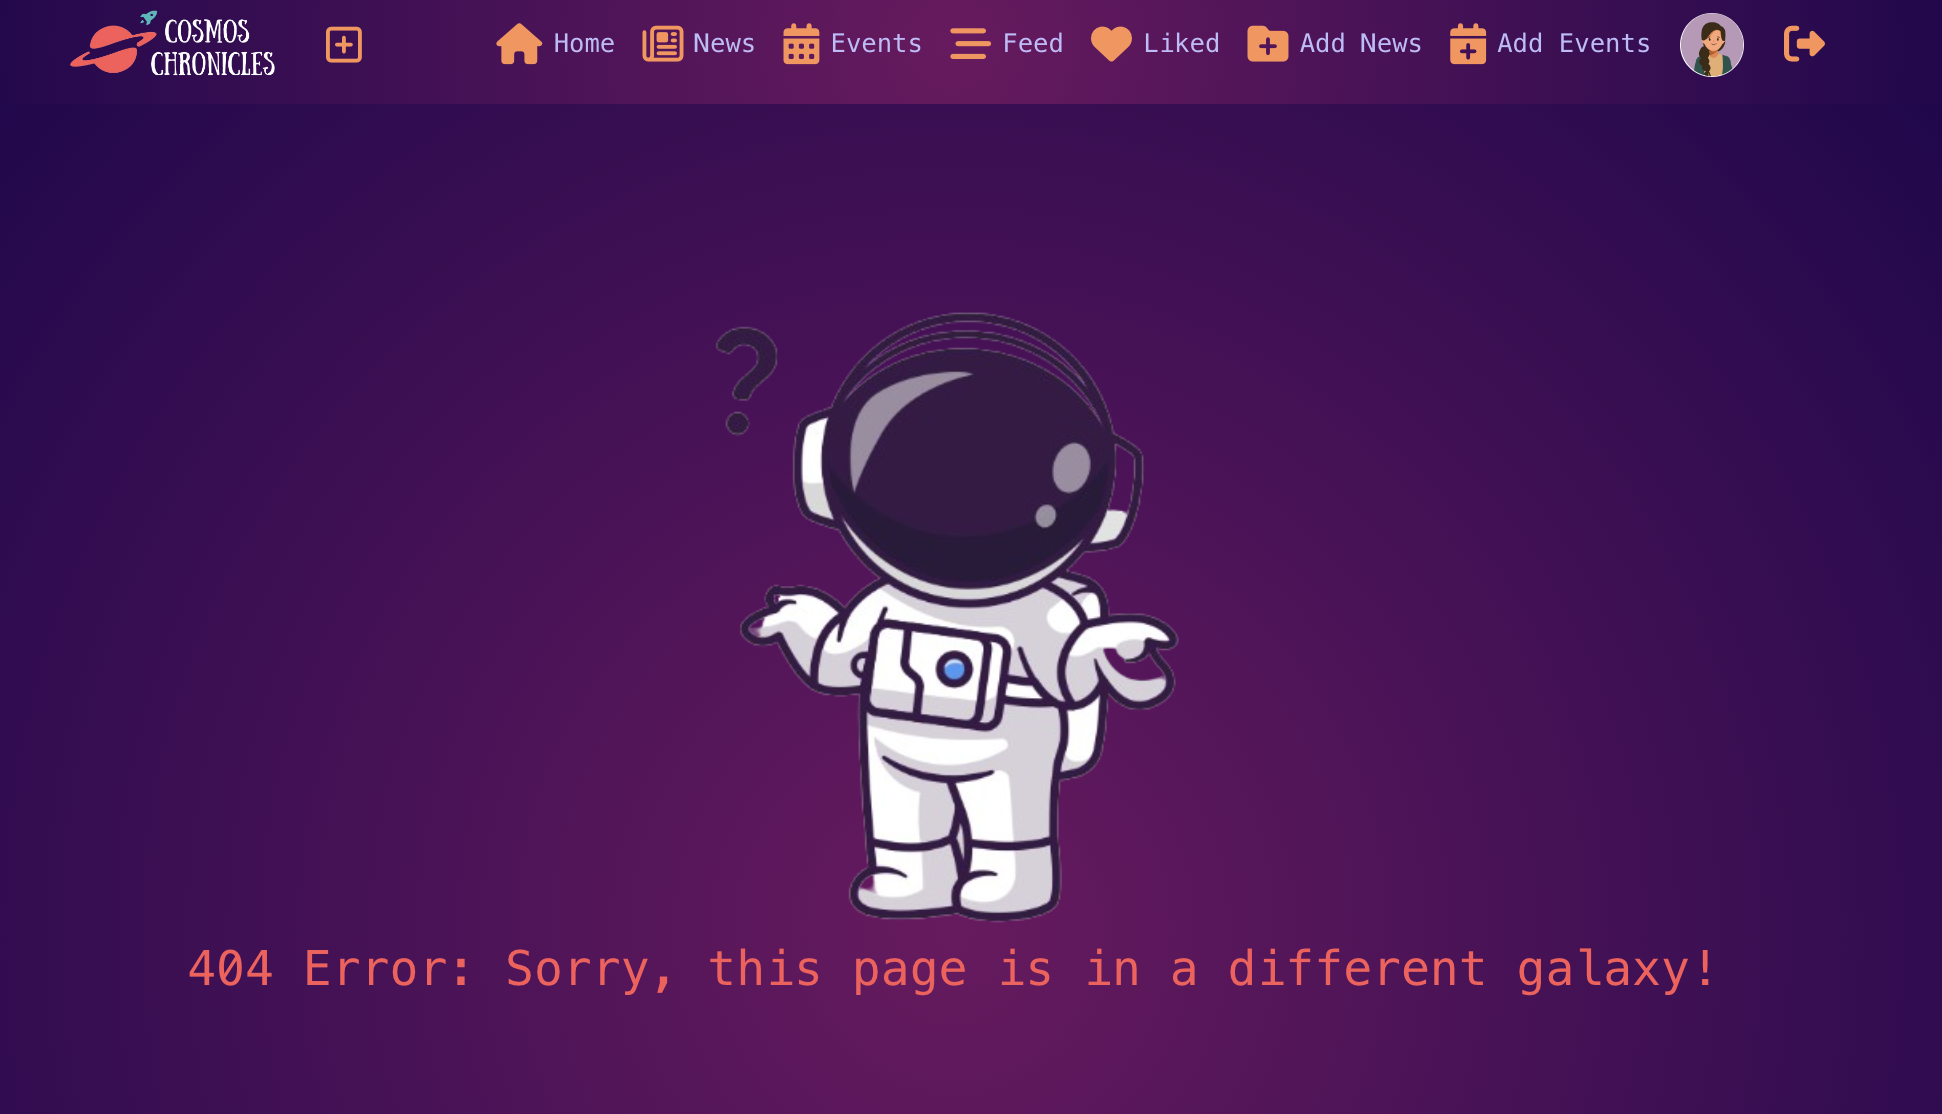 COSMOS
CHRONICLES
Home News Events Feed Liked Add News Add Events
?
404 Error: Sorry, this page is in a different galaxy!